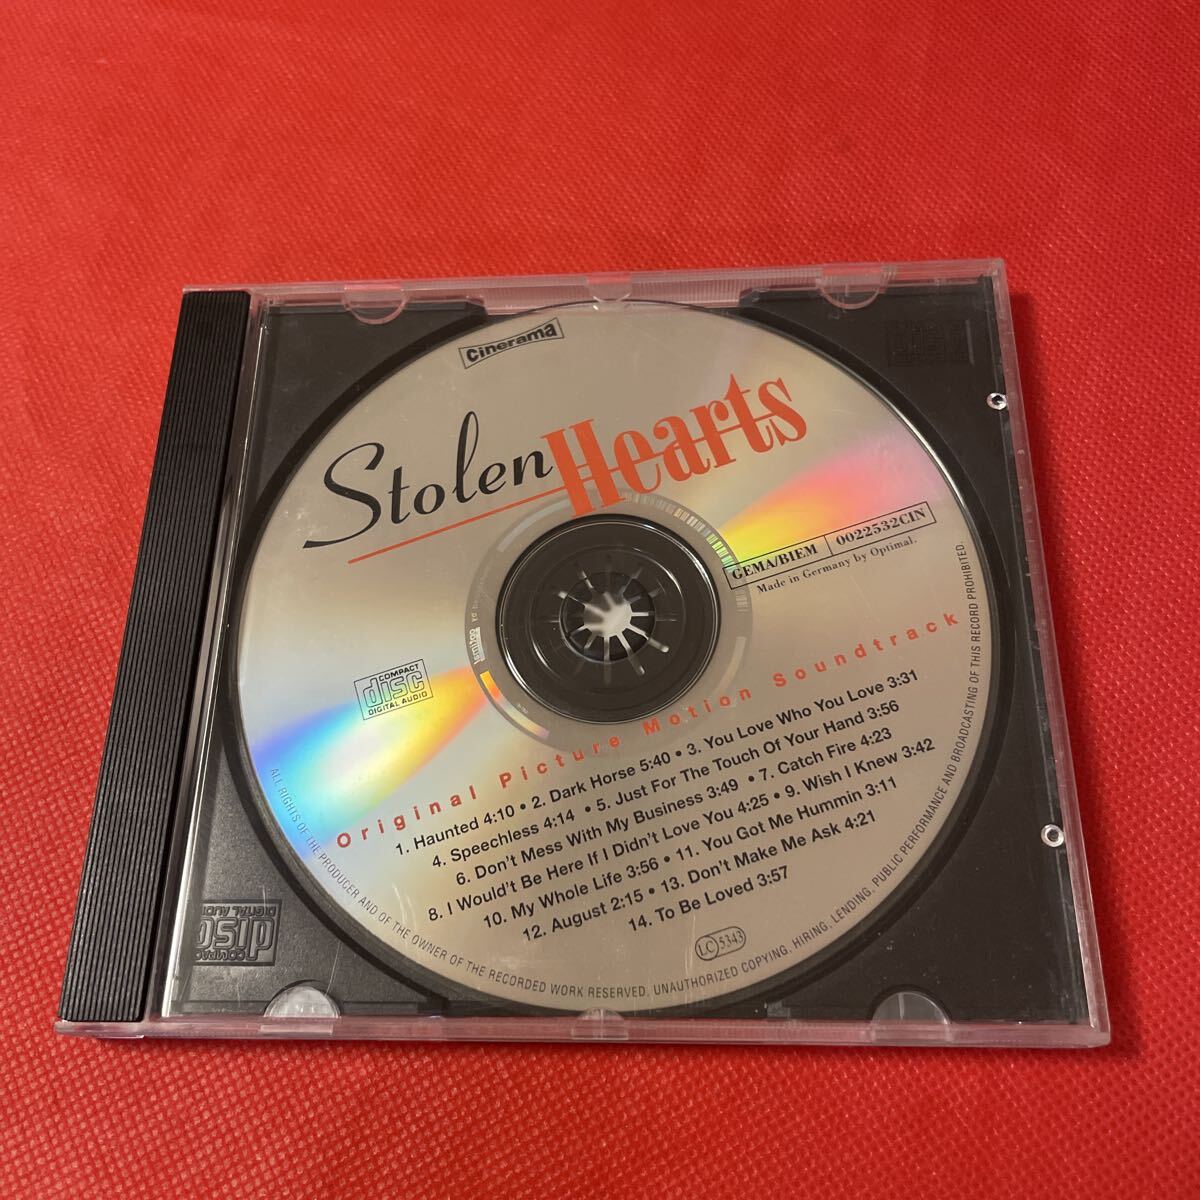 Cinerama
Stolen Hearts
GEMA/BIEM 0022532CIN
Made in Germany by Optimal.
COMPACT
disc
DIGITAL AUDIO
Original Picture Motion Soundtrack
1. Haunted 4:10 • 2. Dark Horse 5:40 • 3. You Love Who You Love 3:31
4. Speechless 4:14 • 5. Just For The Touch Of Your Hand 3:56
6. Don't Mess With My Business 3:49 • 7. Catch Fire 4:23
8. I Would't Be Here If I Didn't Love You 4:25 • 9. Wish I Knew 3:42
10. My Whole Life 3:56 • 11. You Got Me Hummin 3:11
12. August 2:15 • 13. Don't Make Me Ask 4:21
14. To Be Loved 3:57
LC 5343
ALL RIGHTS OF THE PRODUCER AND OF THE OWNER OF THE RECORDED WORK RESERVED. UNAUTHORIZED COPYING, HIRING, LENDING, PUBLIC PERFORMANCE AND BROADCASTING OF THIS RECORD PROHIBITED.
COMPACT
disc
DIGITAL AUDIO